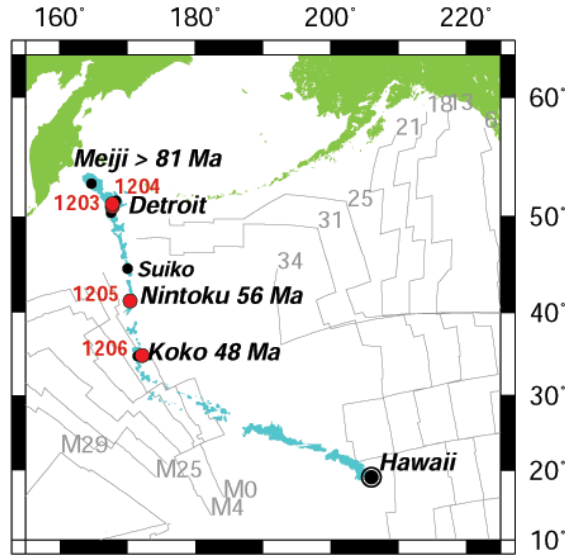 160° 180° 200° 220°
18 13 6
60°
21
Meiji > 81 Ma
1204
25
1203 Detroit
31
50°
34
Suiko
1205 Nintoku 56 Ma
40°
1206 Koko 48 Ma
30°
M29
M25
Hawaii
20°
M0
M4
10°